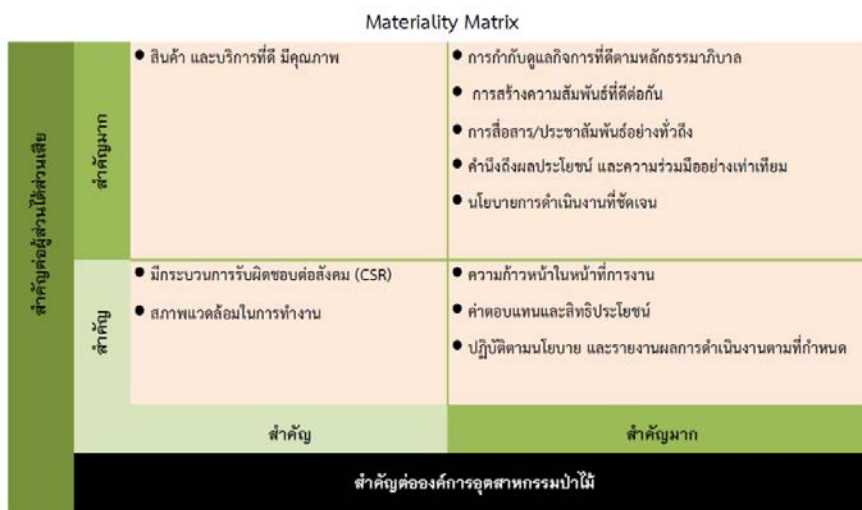 Materiality Matrix
สำคัญต่อผู้ส่วนได้ส่วนเสีย
สำคัญมาก
● สินค้า และบริการที่ดี มีคุณภาพ
● การกำกับดูแลกิจการที่ดีตามหลักธรรมาภิบาล
● การสร้างความสัมพันธ์ที่ดีต่อกัน
● การสื่อสาร/ประชาสัมพันธ์อย่างทั่วถึง
● คำนึงถึงผลประโยชน์ และความร่วมมืออย่างเท่าเทียม
● นโยบายการดำเนินงานที่ชัดเจน
สำคัญ
● มีกระบวนการรับผิดชอบต่อสังคม (CSR)
● สภาพแวดล้อมในการทำงาน
● ความก้าวหน้าในหน้าที่การงาน
● ค่าตอบแทนและสิทธิประโยชน์
● ปฏิบัติตามนโยบาย และรายงานผลการดำเนินงานตามที่กำหนด
สำคัญ
สำคัญมาก
สำคัญต่อองค์การอุตสาหกรรมป่าไม้